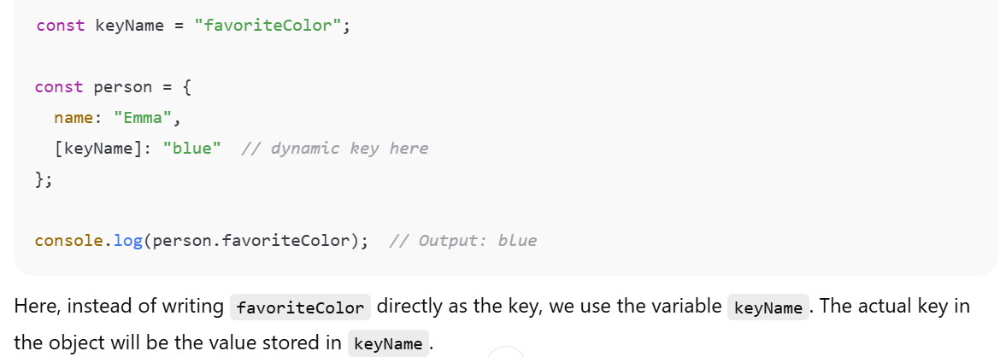 const keyName = "favoriteColor";
const person = {
  name: "Emma",
  [keyName]: "blue"  // dynamic key here
};
console.log(person.favoriteColor);  // Output: blue
Here, instead of writing favoriteColor directly as the key, we use the variable keyName. The actual key in
the object will be the value stored in keyName.